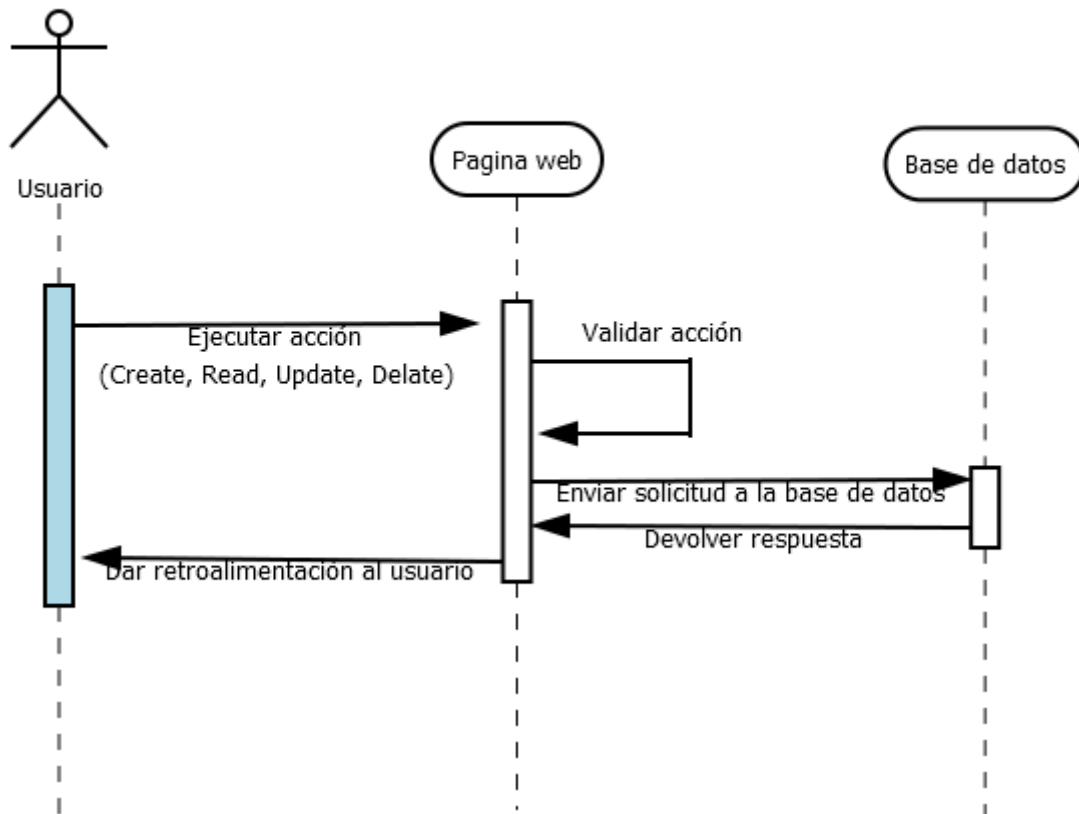 Usuario
Pagina web
Base de datos
Ejecutar acción
(Create, Read, Update, Delate)
Validar acción
Enviar solicitud a la base de datos
Devolver respuesta
Dar retroalimentación al usuario